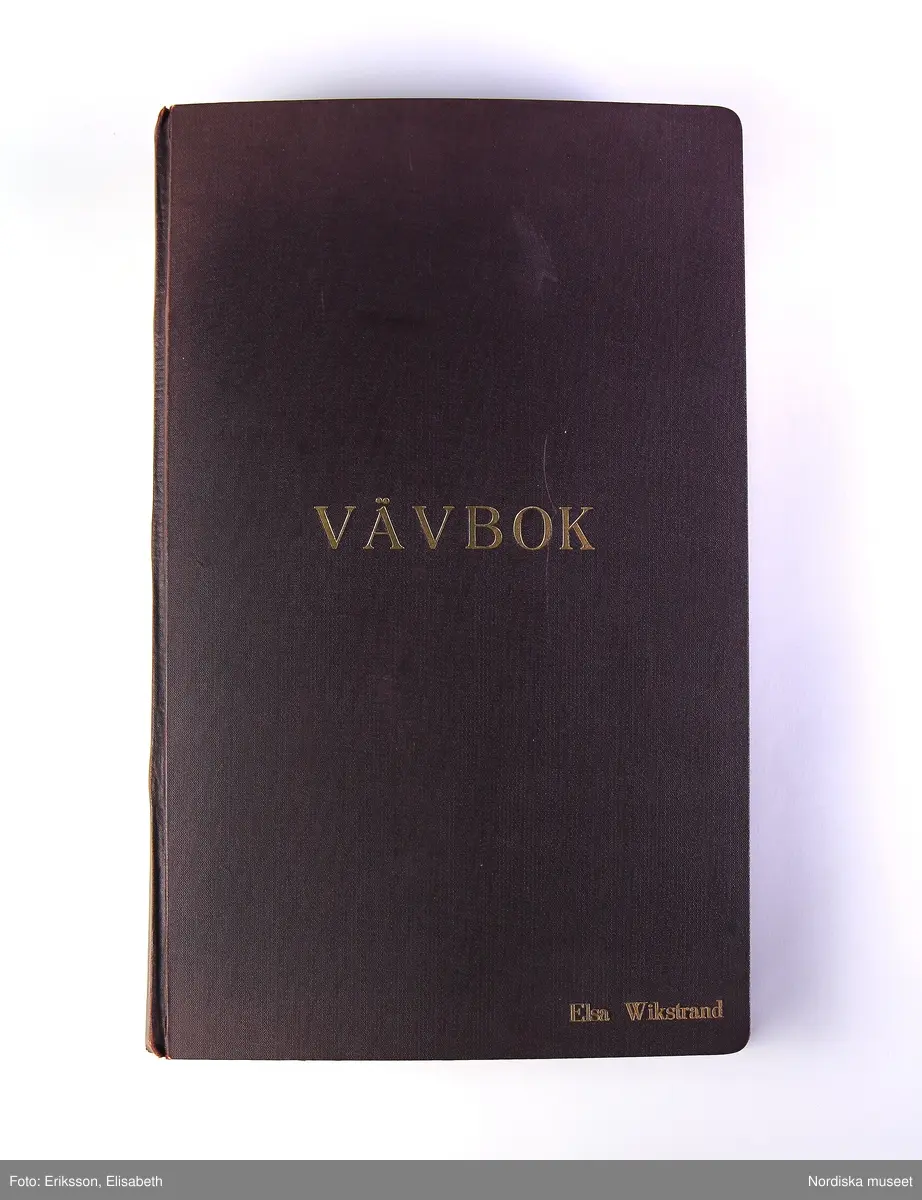 VÄVBOK
Elsa Wikstrand
Foto: Eriksson, Elisabeth
Nordiska museet